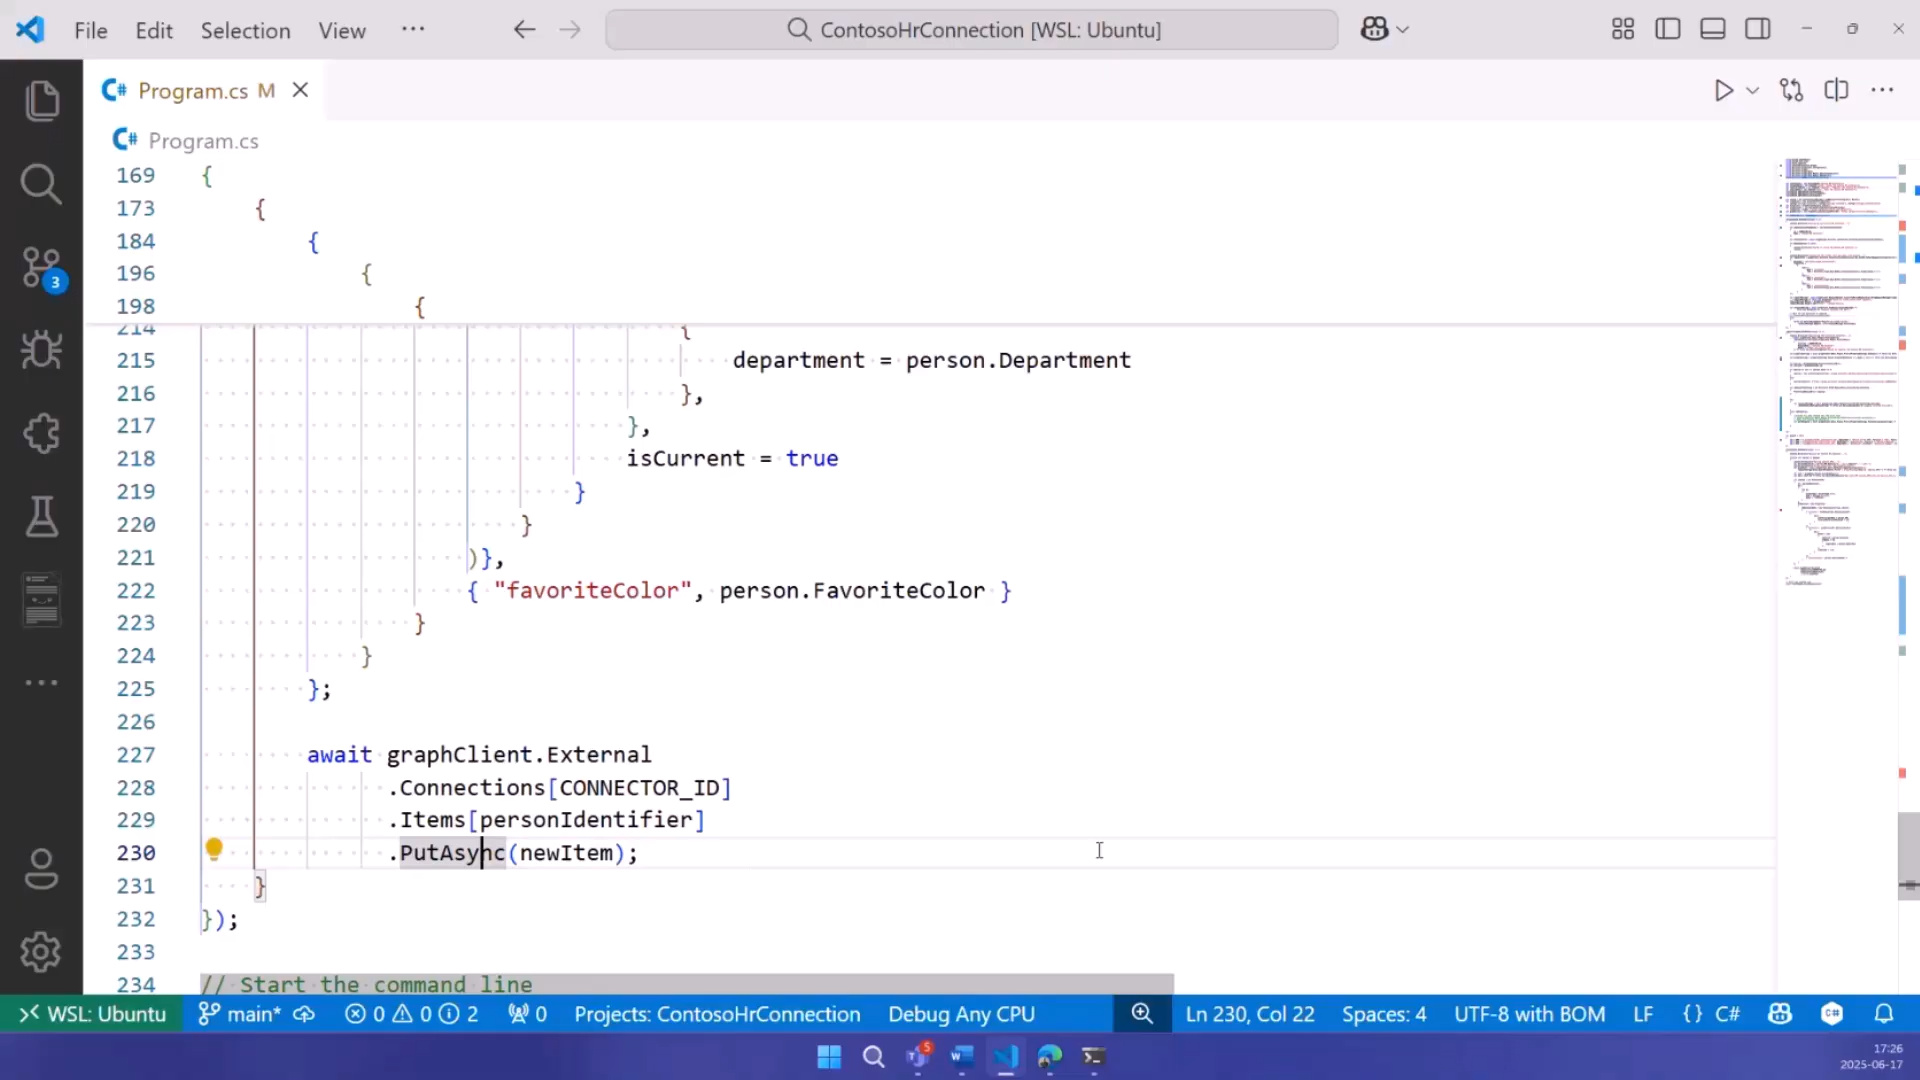 File Edit Selection View ··· ContosoHrConnection [WSL: Ubuntu]
C# Program.cs M
C# Program.cs
169 {
173 {
184 {
196 {
198 {
214 {
215 department = person.Department
216 },
217 },
218 isCurrent = true
219 }
220 }
221 )},
222 { "favoriteColor", person.FavoriteColor }
223 }
224 }
225 };
226
227 await graphClient.External
228 .Connections[CONNECTOR_ID]
229 .Items[personIdentifier]
230 .PutAsync(newItem);
231 }
232 });
233
234 // Start the command line
3
WSL: Ubuntu main* 0 0 2 0 Projects: ContosoHrConnection Debug Any CPU Ln 230, Col 22 Spaces: 4 UTF-8 with BOM LF {} C#
5
17:26
2025-06-17